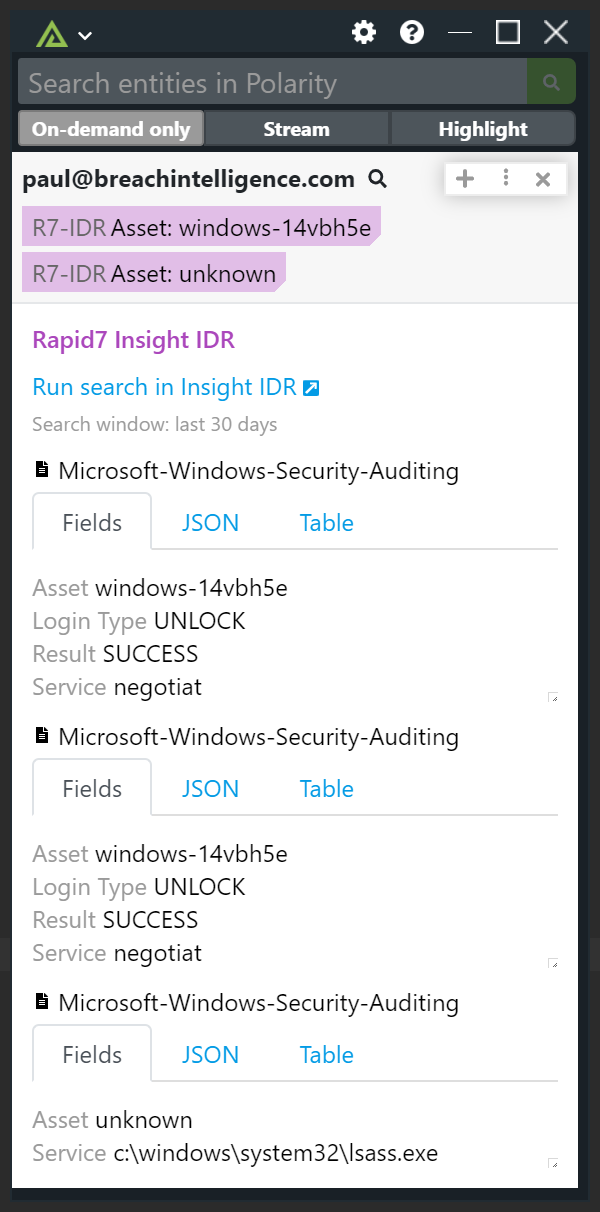 Search entities in Polarity
On-demand only Stream Highlight
paul@breachintelligence.com
R7-IDR Asset: windows-14vbh5e
R7-IDR Asset: unknown
Rapid7 Insight IDR
Run search in Insight IDR
Search window: last 30 days
Microsoft-Windows-Security-Auditing
Fields JSON Table
Asset windows-14vbh5e
Login Type UNLOCK
Result SUCCESS
Service negotiat
Microsoft-Windows-Security-Auditing
Fields JSON Table
Asset windows-14vbh5e
Login Type UNLOCK
Result SUCCESS
Service negotiat
Microsoft-Windows-Security-Auditing
Fields JSON Table
Asset unknown
Service c:\windows\system32\lsass.exe